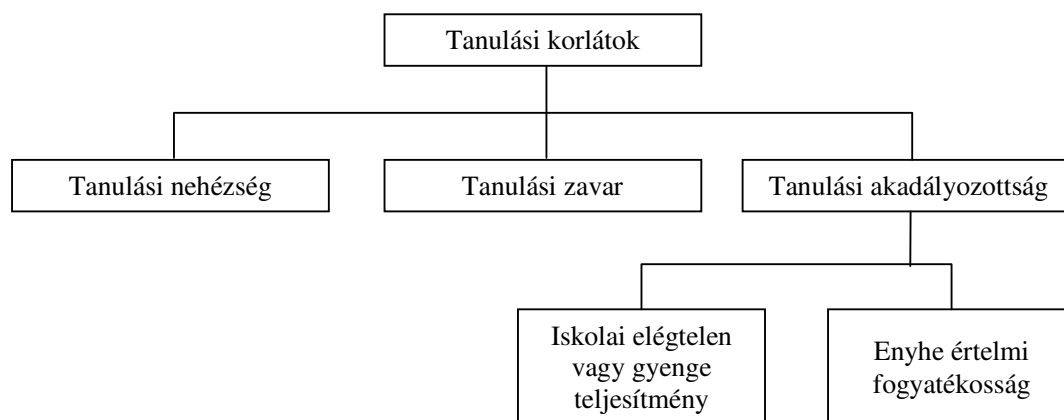 Tanulási korlátok
Tanulási nehézség
Tanulási zavar
Tanulási akadályozottság
Iskolai elégtelen
vagy gyenge
teljesítmény
Enyhe értelmi
fogyatékosság